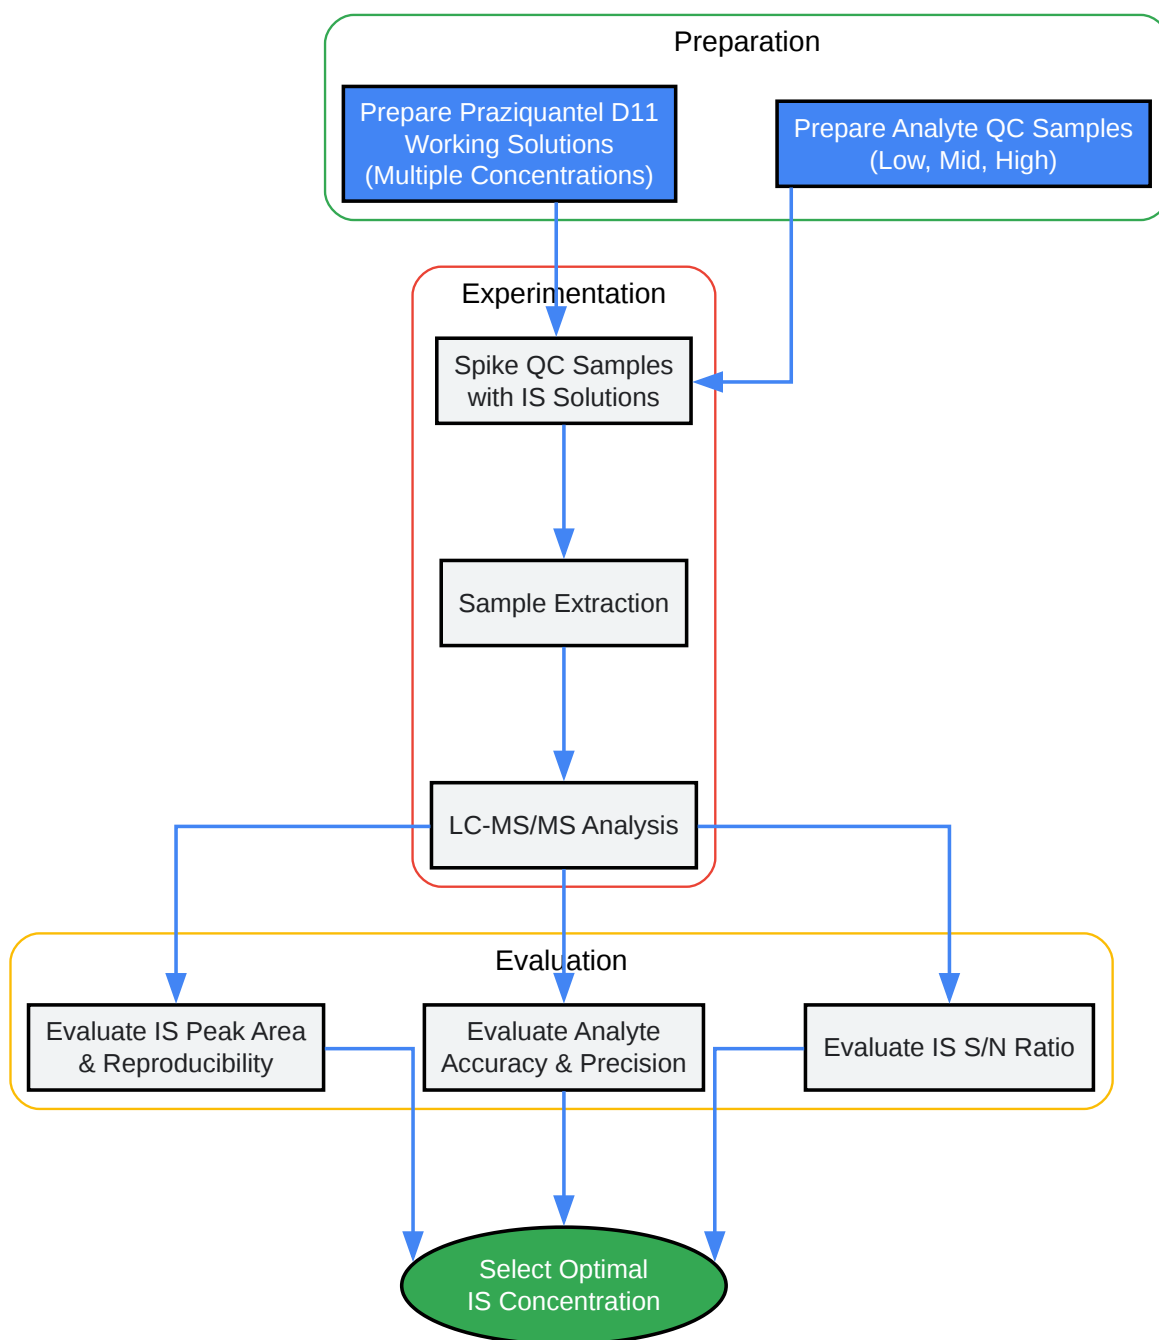 Preparation
Prepare Praziquantel D11
Working Solutions
(Multiple Concentrations)
Prepare Analyte QC Samples
(Low, Mid, High)
Experimentation
Spike QC Samples
with IS Solutions
Sample Extraction
LC-MS/MS Analysis
Evaluation
Evaluate IS Peak Area
& Reproducibility
Evaluate Analyte
Accuracy & Precision
Evaluate IS S/N Ratio
Select Optimal
IS Concentration